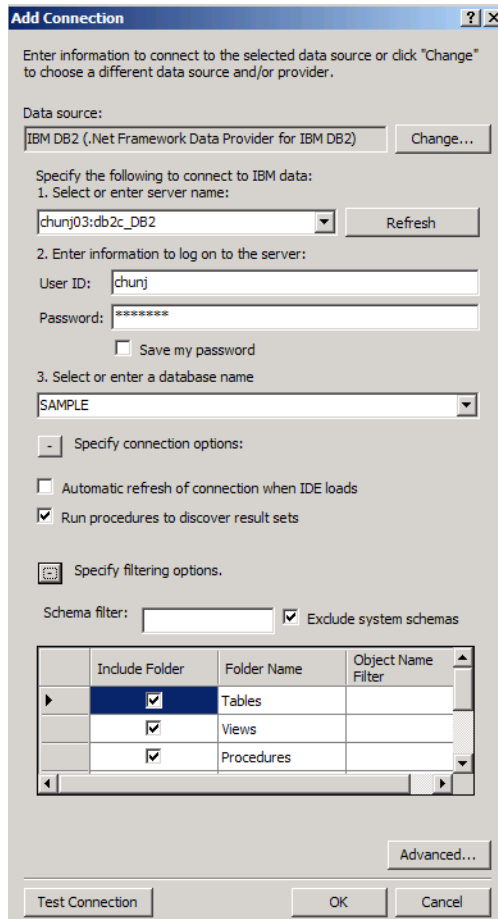 Add Connection
Enter information to connect to the selected data source or click "Change"
to choose a different data source and/or provider.
Data source:
IBM DB2 (.Net Framework Data Provider for IBM DB2)
Change...
Specify the following to connect to IBM data:
1. Select or enter server name:
chunj03:db2c_DB2
Refresh
2. Enter information to log on to the server:
User ID:
chunj
Password:
*******
Save my password
3. Select or enter a database name
SAMPLE
- Specify connection options:
Automatic refresh of connection when IDE loads
Run procedures to discover result sets
- Specify filtering options.
Schema filter:
Exclude system schemas
Include Folder
Folder Name
Object Name
Filter
Tables
Views
Procedures
Advanced...
Test Connection
OK
Cancel